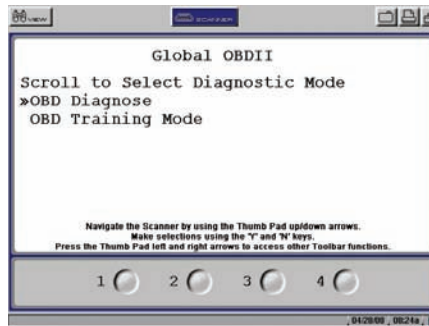 VIEW
SCANNER
Global OBDII
Scroll to Select Diagnostic Mode
»OBD Diagnose
OBD Training Mode
Navigate the Scanner by using the Thumb Pad up/down arrows.
Make selections using the "Y" and "N" keys.
Press the Thumb Pad left and right arrows to access other Toolbar functions.
1 2 3 4